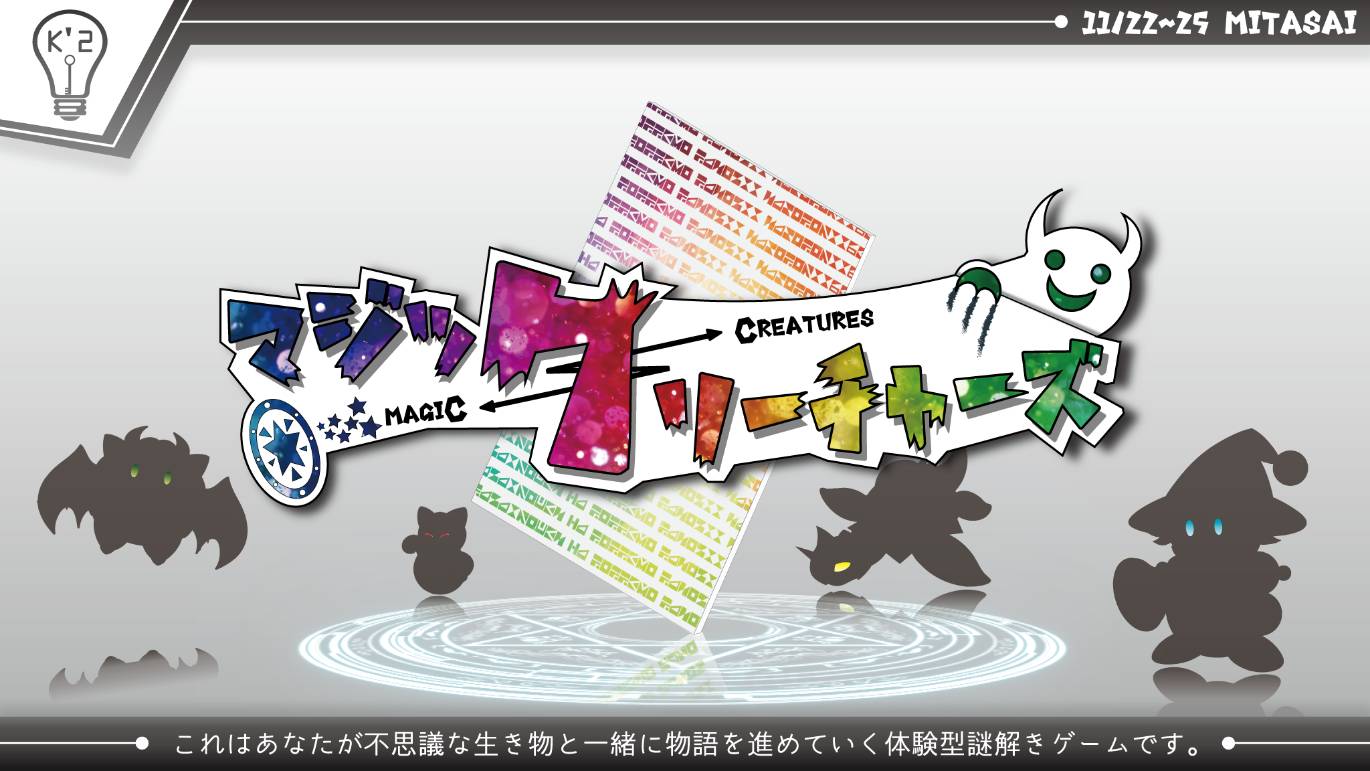 K'2
11/22~25 MITASAI
CREATURES
マジックリーチャーズ
MAGIC
これはあなたが不思議な生き物と一緒に物語を進めていく体験型謎解きゲームです。